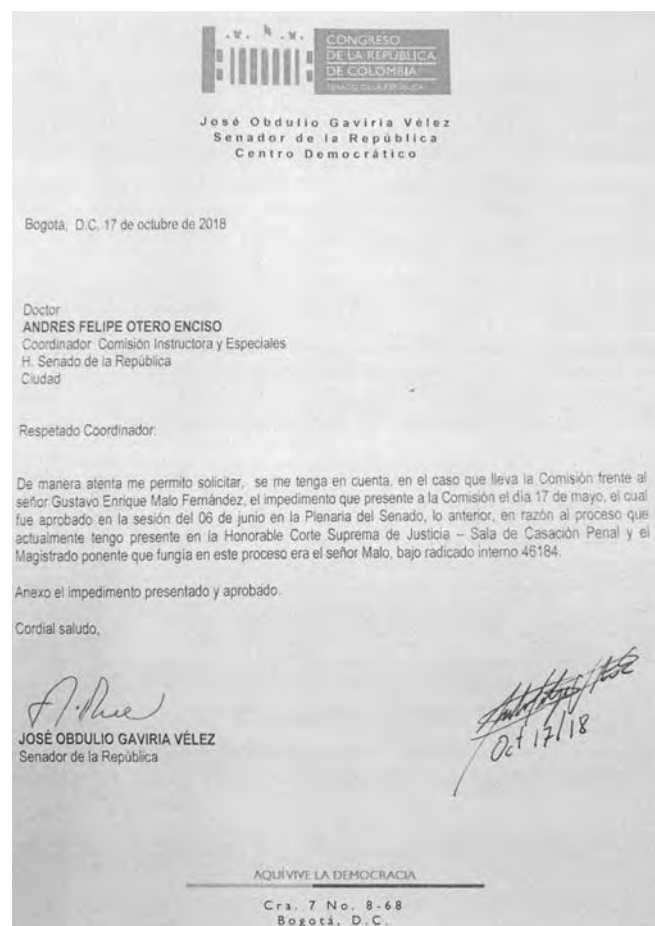 CONGRESO
DE LA REPÚBLICA
DE COLOMBIA
José Obdulio Gaviria Vélez
Senador de la República
Centro Democrático
Bogotá, D.C, 17 de octubre de 2018
Doctor
ANDRES FELIPE OTERO ENCISO
Coordinador Comisión Instructora y Especiales
H. Senado de la República
Ciudad
Respetado Coordinador:
De manera atenta me permito solicitar, se me tenga en cuenta, en el caso que lleva la Comisión frente al
señor Gustavo Enrique Malo Fernández, el impedimento que presente a la Comisión el día 17 de mayo, el cual
fue aprobado en la sesión del 06 de junio en la Plenaria del Senado, lo anterior, en razón al proceso que
actualmente tengo presente en la Honorable Corte Suprema de Justicia – Sala de Casación Penal y el
Magistrado ponente que fungía en este proceso era el señor Malo, bajo radicado interno 46184.
Anexo el impedimento presentado y aprobado.
Cordial saludo,
JOSÉ OBDULIO GAVIRIA VÉLEZ
Senador de la República
Oct 17/18
AQUÍ VIVE LA DEMOCRACIA
Cra. 7 No. 8-68
Bogotá, D.C.